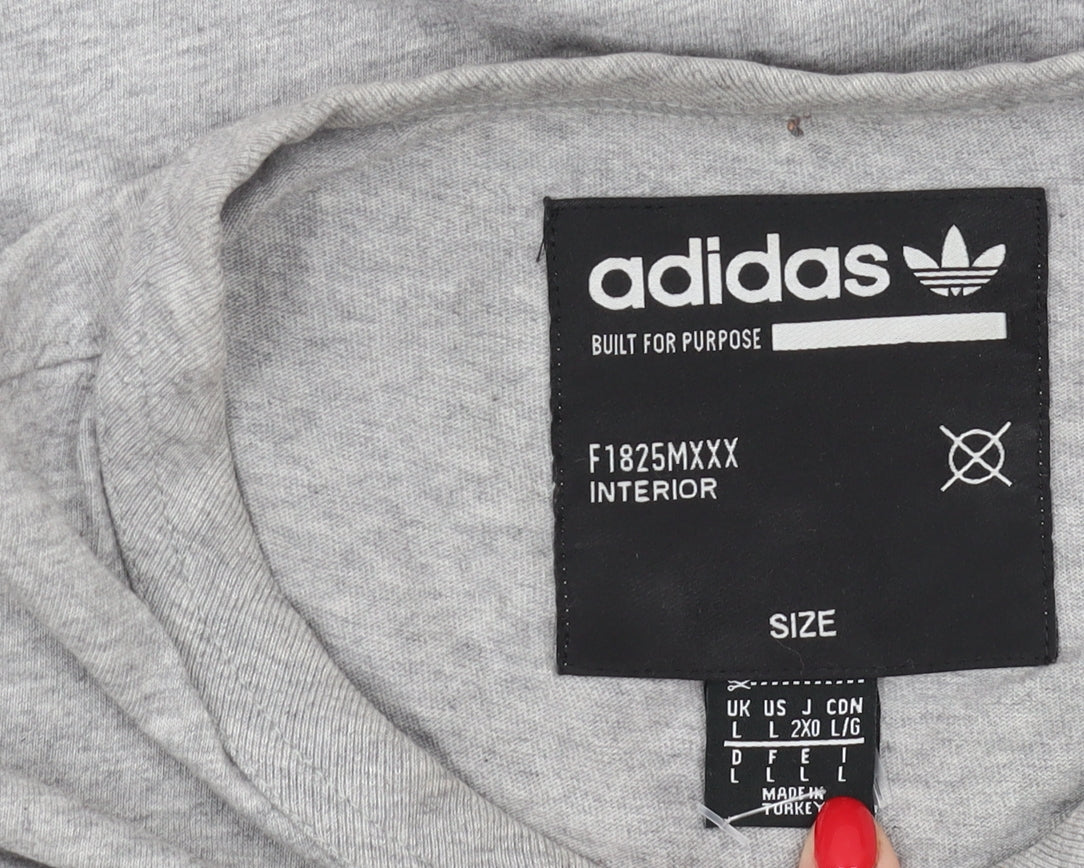 adidas
BUILT FOR PURPOSE
F1825MXXX
INTERIOR
SIZE
UK US J CDN
L L 2XO L/G
D F E I
L L L L
MADE IN
TURKEY